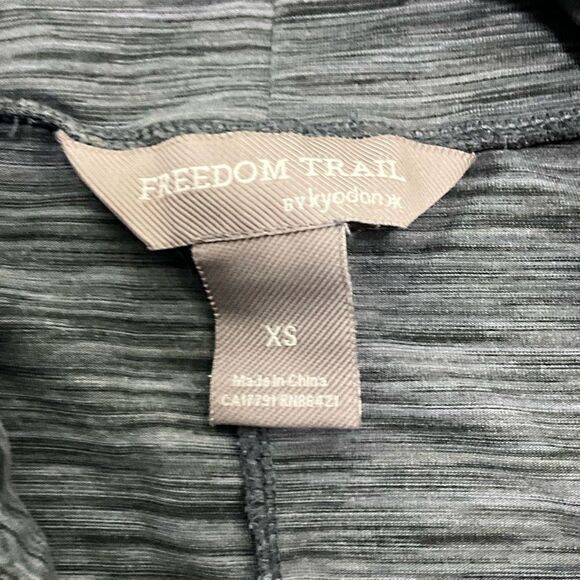 FREEDOM TRAIL
BY kyodan
XS
Made in China
CA17791 RN86421